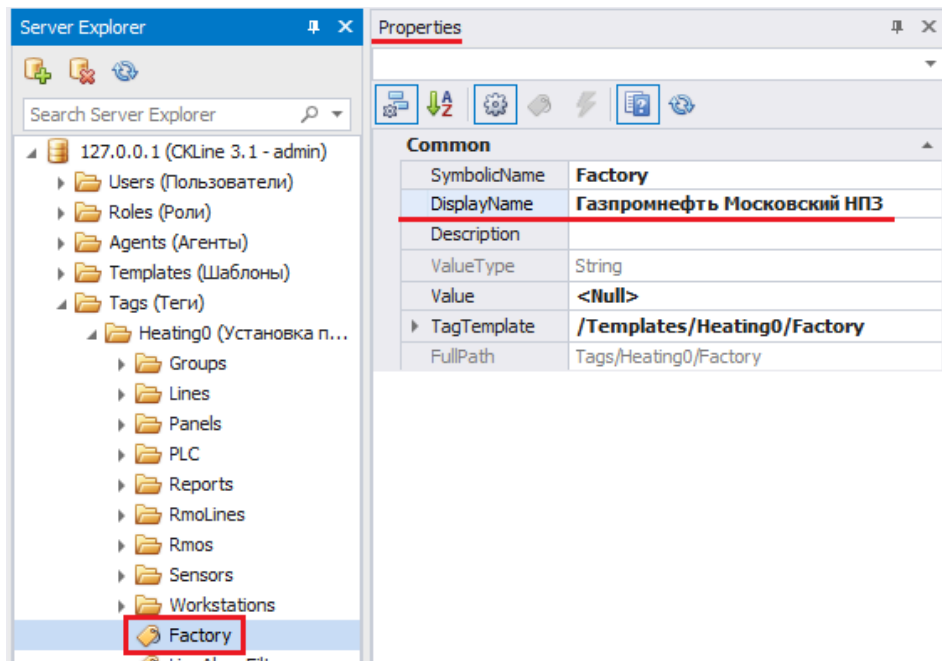 Server Explorer
Search Server Explorer
127.0.0.1 (CKLine 3.1 - admin)
Users (Пользователи)
Roles (Роли)
Agents (Агенты)
Templates (Шаблоны)
Tags (Теги)
Heating0 (Установка п...
Groups
Lines
Panels
PLC
Reports
RmoLines
Rmos
Sensors
Workstations
Factory
Properties
Common
SymbolicName Factory
DisplayName Газпромнефть Московский НПЗ
Description
ValueType String
Value <Null>
TagTemplate /Templates/Heating0/Factory
FullPath Tags/Heating0/Factory